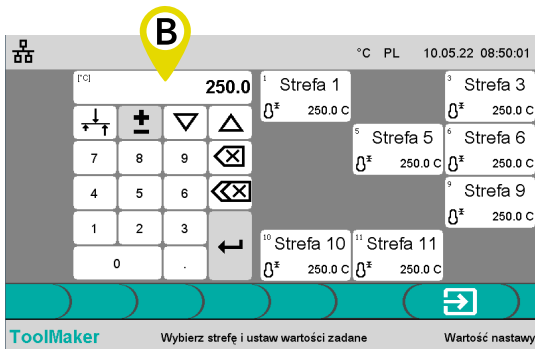 B
°C PL 10.05.22 08:50:01
[°C] 250.0
7 8 9
4 5 6
1 2 3
0 .
1 Strefa 1
250.0 C
3 Strefa 3
250.0 C
5 Strefa 5
250.0 C
6 Strefa 6
250.0 C
9 Strefa 9
250.0 C
10 Strefa 10
250.0 C
11 Strefa 11
250.0 C
ToolMaker Wybierz strefę i ustaw wartości zadane Wartość nastawy